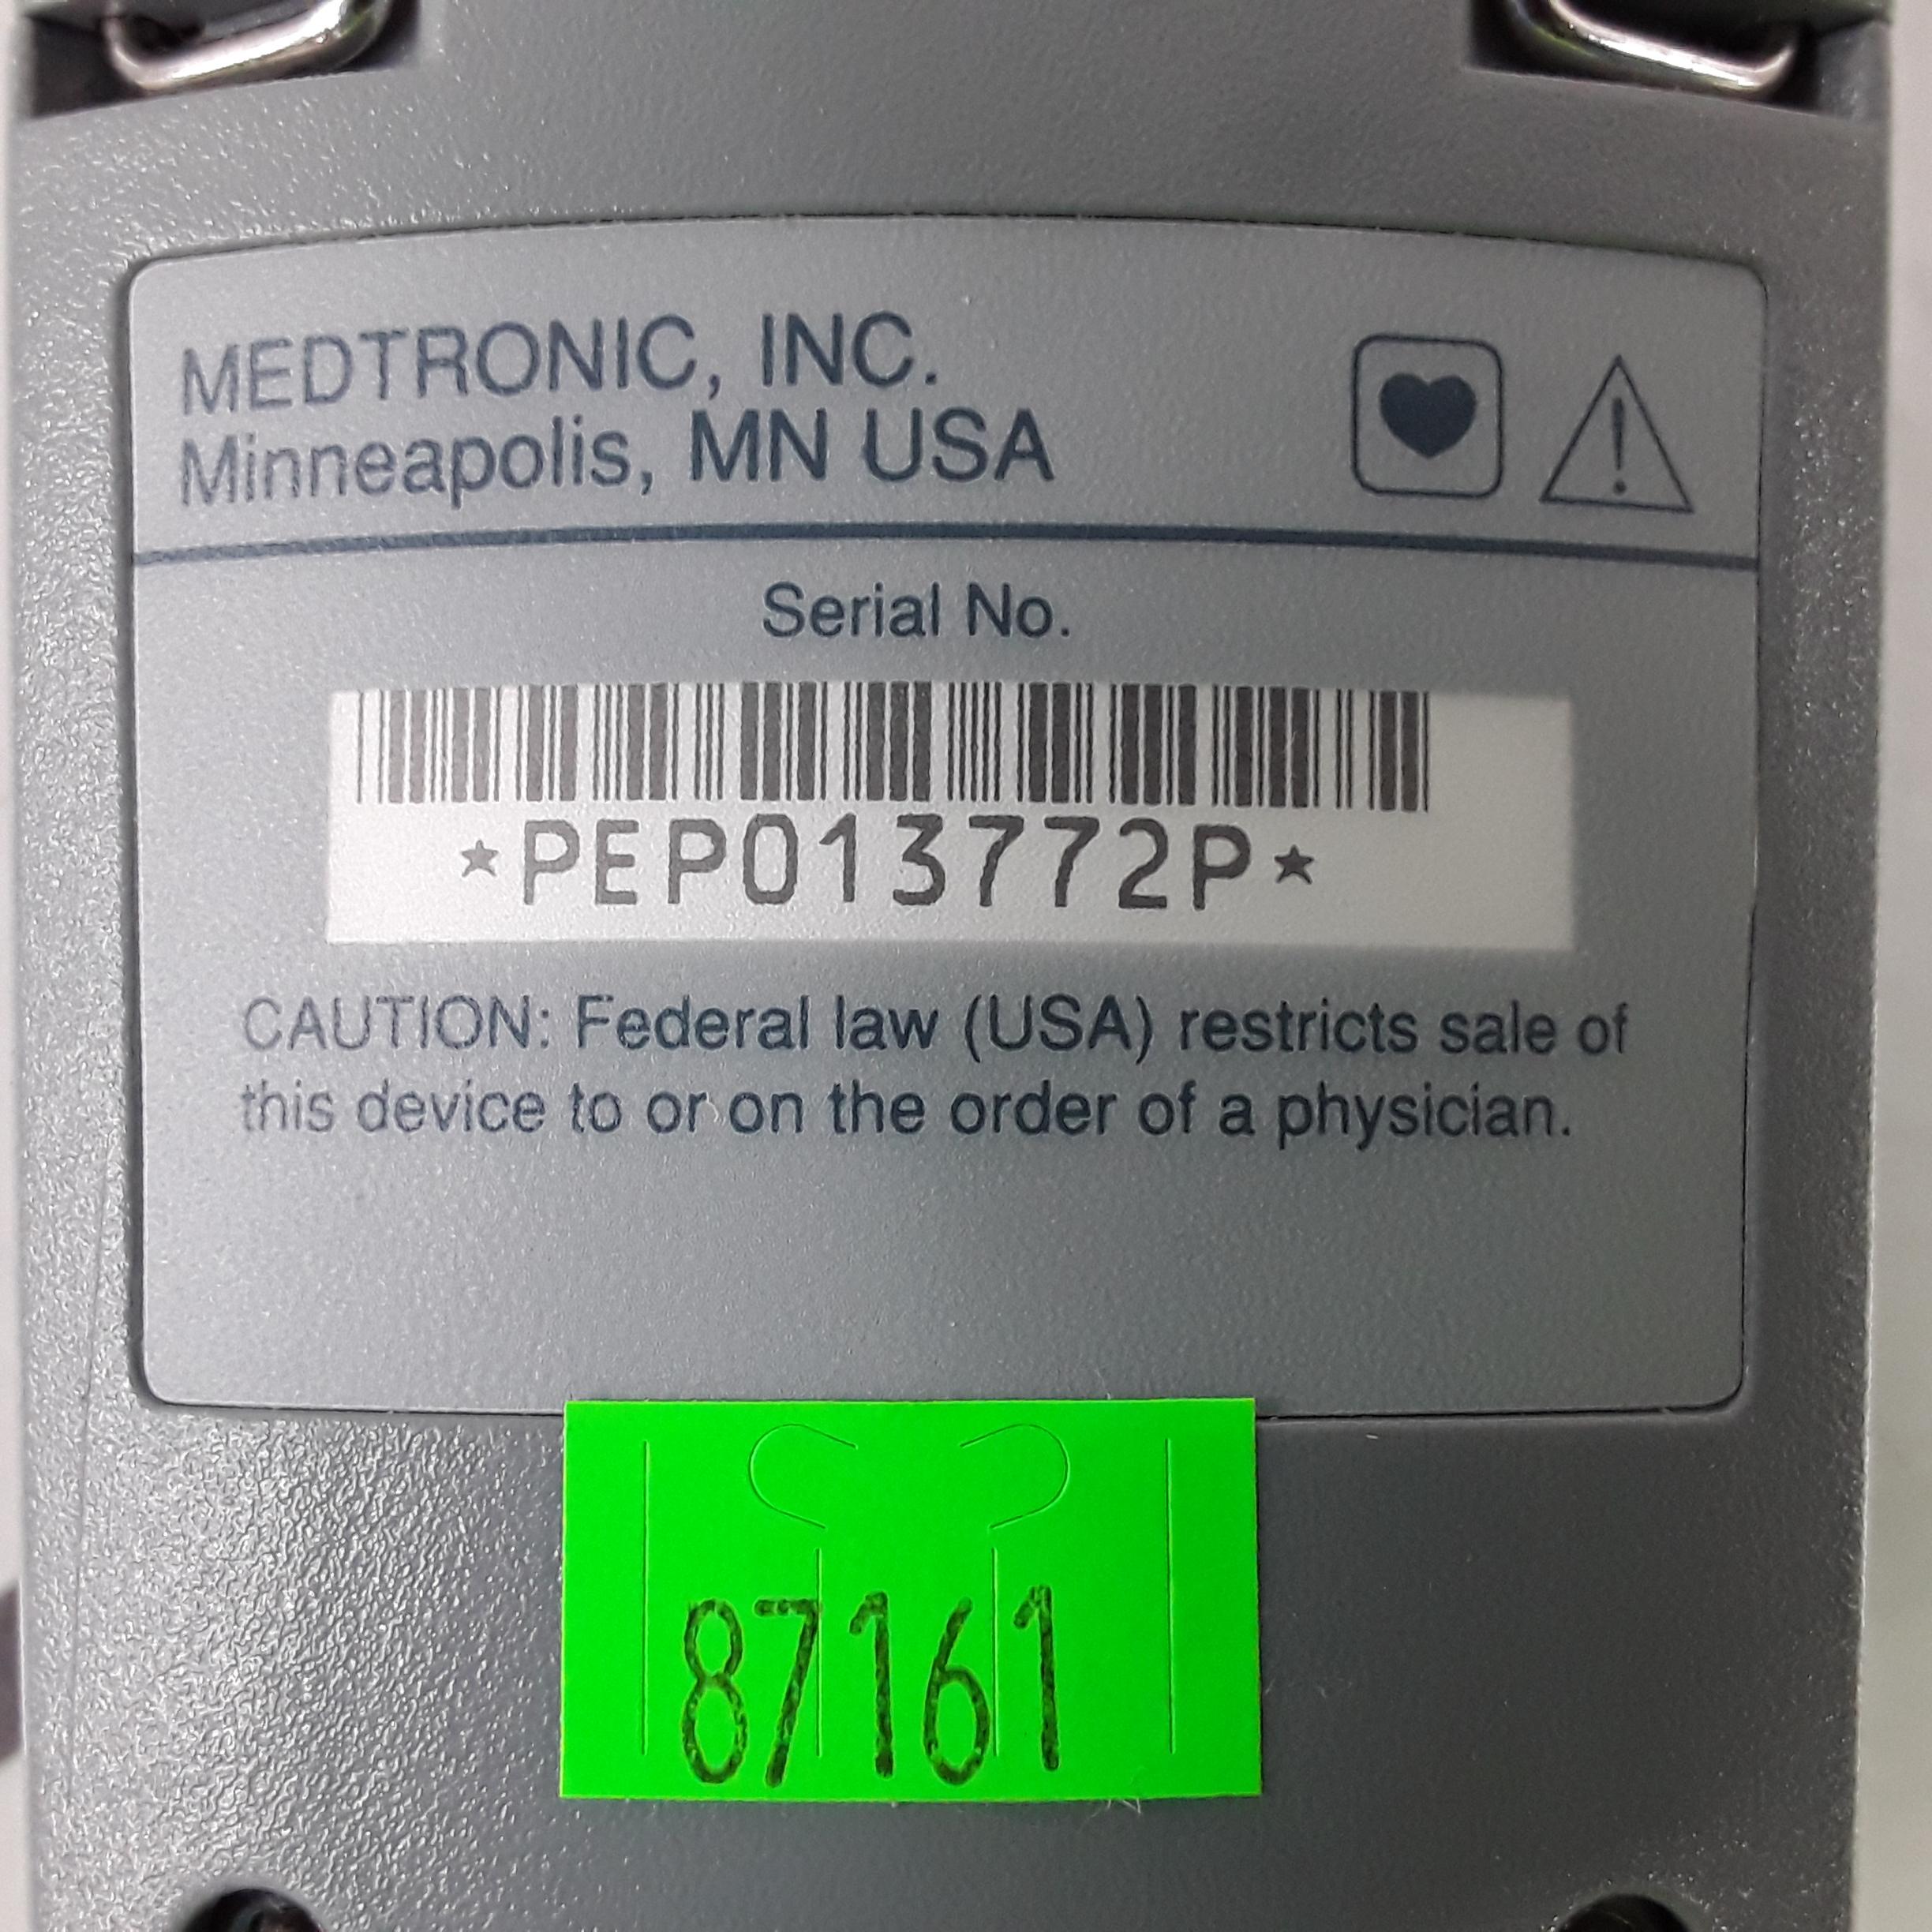 MEDTRONIC, INC.
Minneapolis, MN USA
Serial No.
*PEP013772P*
CAUTION: Federal law (USA) restricts sale of
this device to or on the order of a physician.
87161